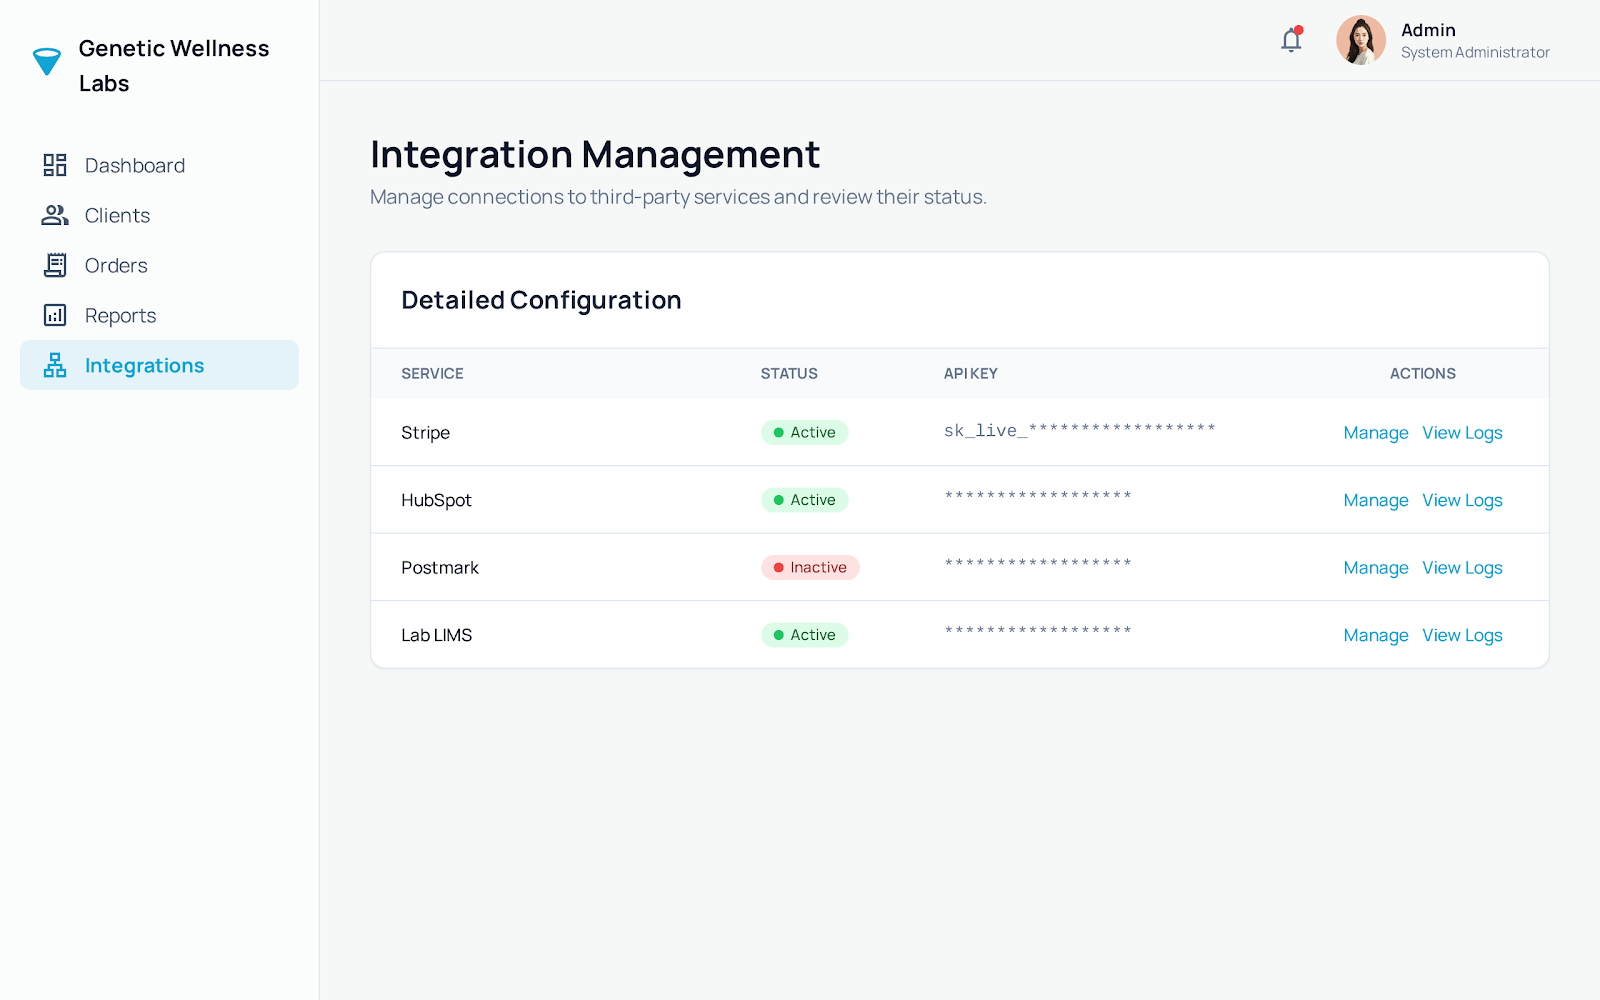 Genetic Wellness
Labs
Dashboard
Clients
Orders
Reports
Integrations
Admin
System Administrator
Integration Management
Manage connections to third-party services and review their status.
Detailed Configuration
SERVICE STATUS API KEY ACTIONS
Stripe Active sk_live_****************** Manage View Logs
HubSpot Active ****************** Manage View Logs
Postmark Inactive ****************** Manage View Logs
Lab LIMS Active ****************** Manage View Logs